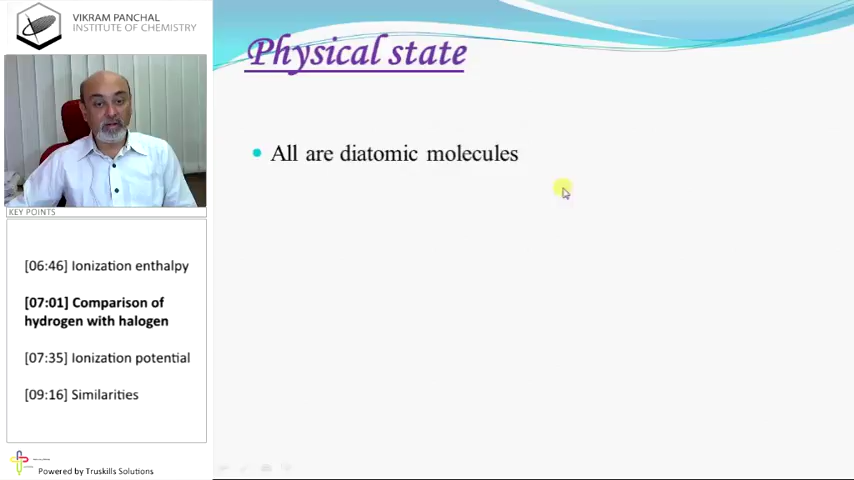 VIKRAM PANCHAL
INSTITUTE OF CHEMISTRY
Physical state
• All are diatomic molecules
KEY POINTS
[06:46] Ionization enthalpy
[07:01] Comparison of
hydrogen with halogen
[07:35] Ionization potential
[09:16] Similarities
Powered by Truskills Solutions